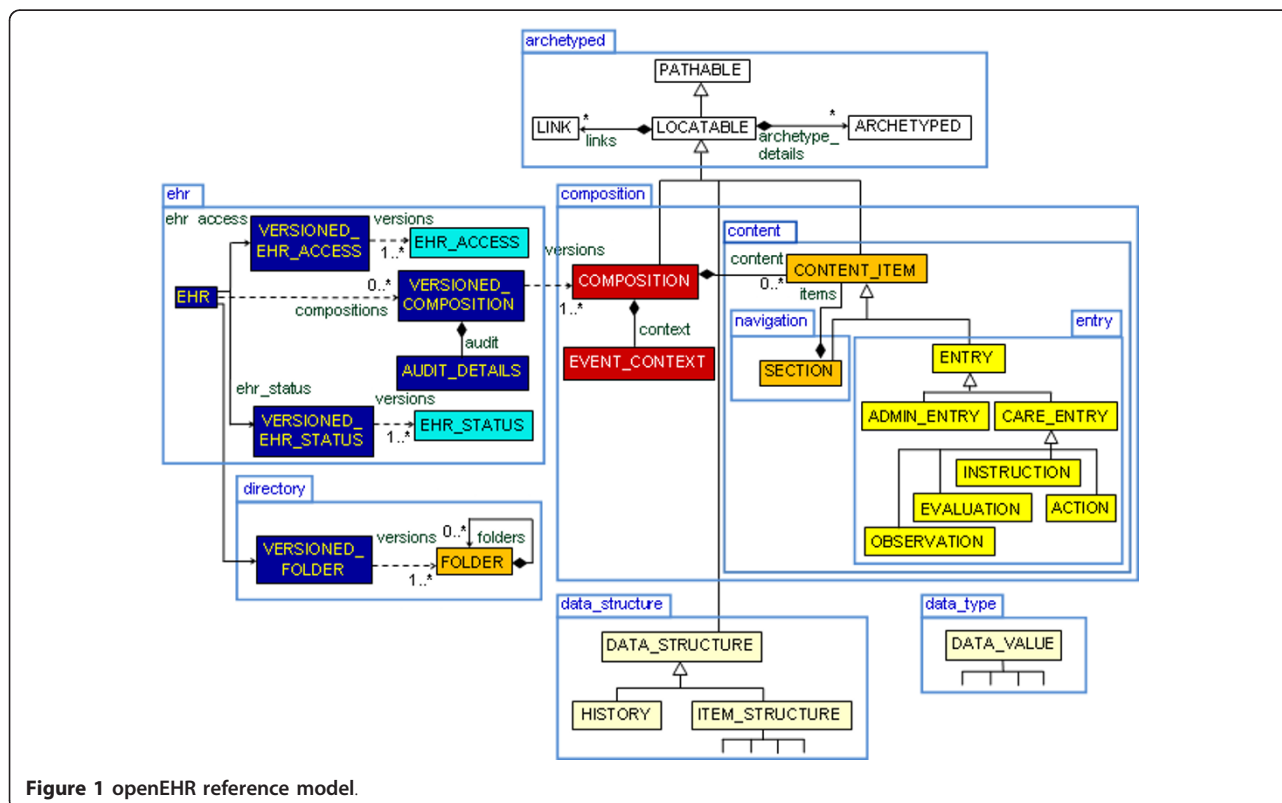 archetyped
PATHABLE
LINK
*
links
LOCATABLE
archetype_
details
*
ARCHETYPED
ehr
ehr_access
VERSIONED_
EHR_ACCESS
versions
1..*
EHR_ACCESS
EHR
compositions
0..*
VERSIONED_
COMPOSITION
audit
AUDIT_DETAILS
ehr_status
VERSIONED_
EHR_STATUS
versions
1..*
EHR_STATUS
directory
VERSIONED_
FOLDER
versions
1..*
0..*
folders
FOLDER
composition
versions
1..*
COMPOSITION
context
EVENT_CONTEXT
content
content
0..*
CONTENT_ITEM
items
navigation
SECTION
entry
ENTRY
ADMIN_ENTRY
CARE_ENTRY
INSTRUCTION
EVALUATION
ACTION
OBSERVATION
data_structure
DATA_STRUCTURE
HISTORY
ITEM_STRUCTURE
data_type
DATA_VALUE
Figure 1 openEHR reference model.